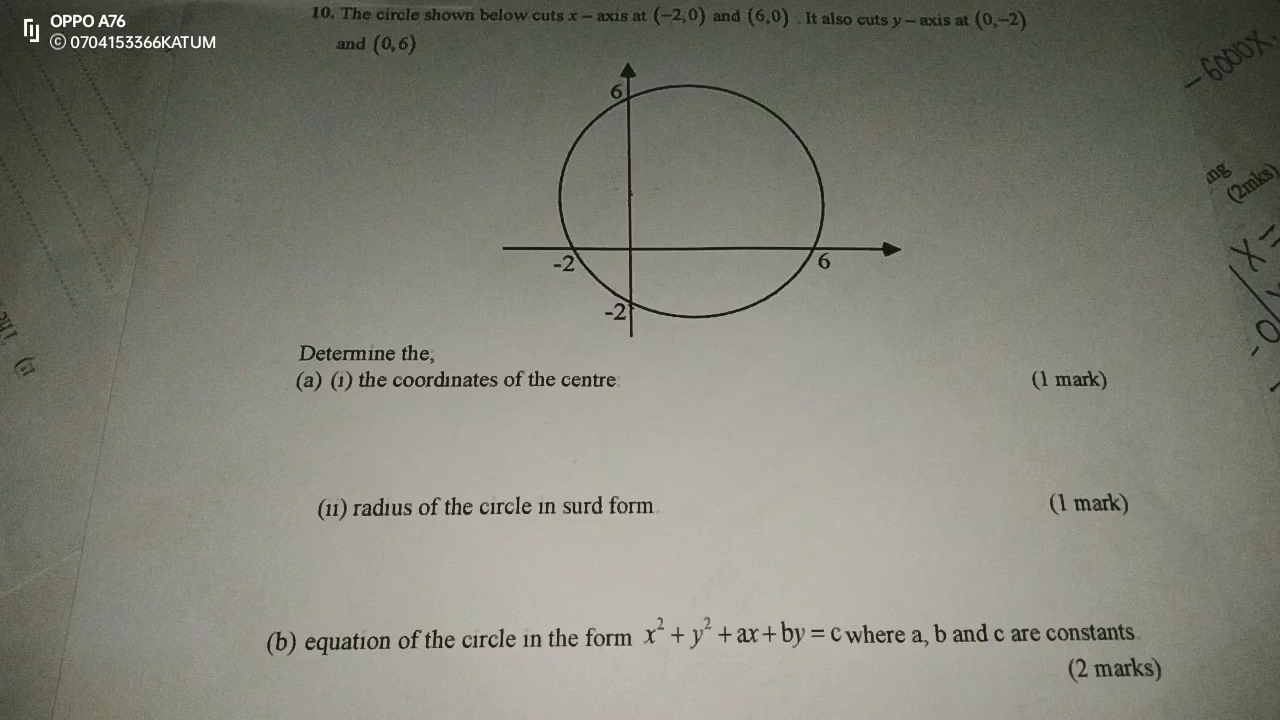 OPPO A76
© 0704153366KATUM
10. The circle shown below cuts x – axis at (−2,0) and (6,0) . It also cuts y – axis at (0,−2)
and (0,6)
6
-2
6
-2
Determine the,
(a) (i) the coordinates of the centre. (1 mark)
(ii) radius of the circle in surd form (1 mark)
(b) equation of the circle in the form x² + y² + ax + by = c where a, b and c are constants.
(2 marks)
-6000x
ng
(2mks)